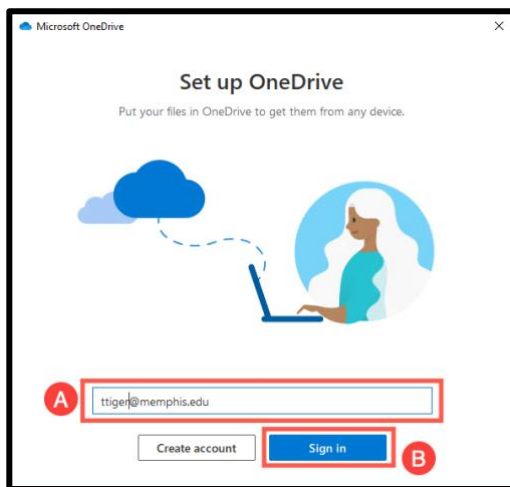 Microsoft OneDrive
Set up OneDrive
Put your files in OneDrive to get them from any device.
A
ttiger@memphis.edu
Create account
Sign in
B